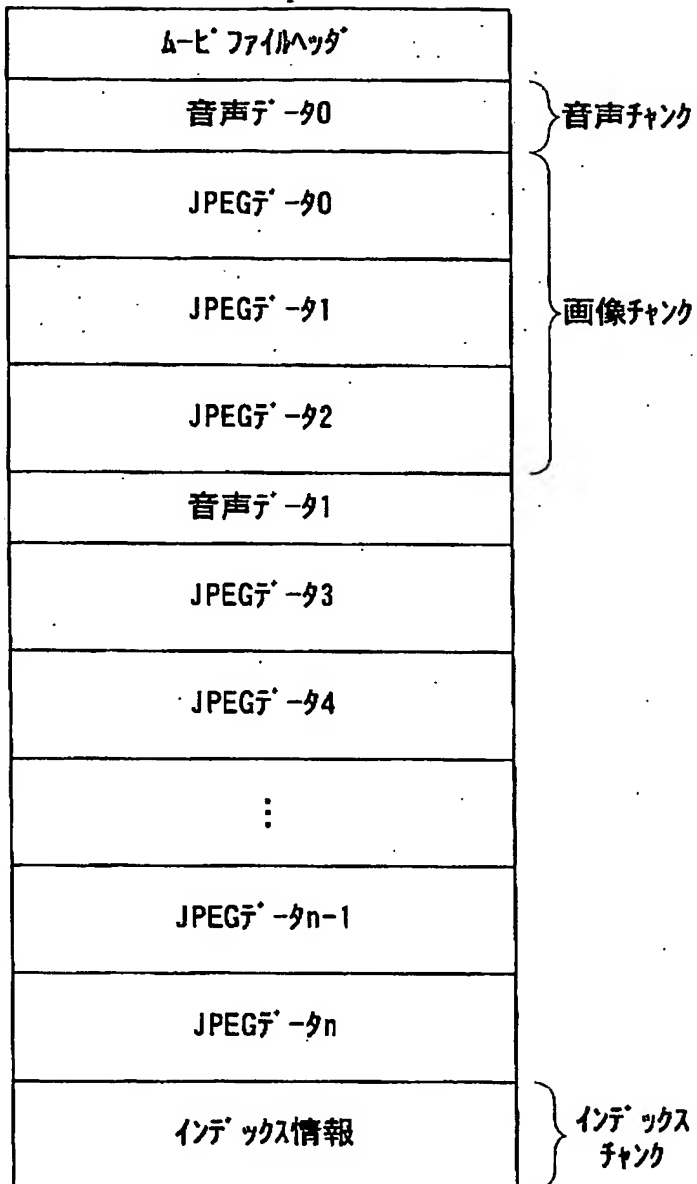 ムービファイルヘッダ
音声データ0
音声チャンク
JPEGデータ0
JPEGデータ1
画像チャンク
JPEGデータ2
音声データ1
JPEGデータ3
JPEGデータ4
⋮
JPEGデータn-1
JPEGデータn
インデックス情報
インデックス
チャンク